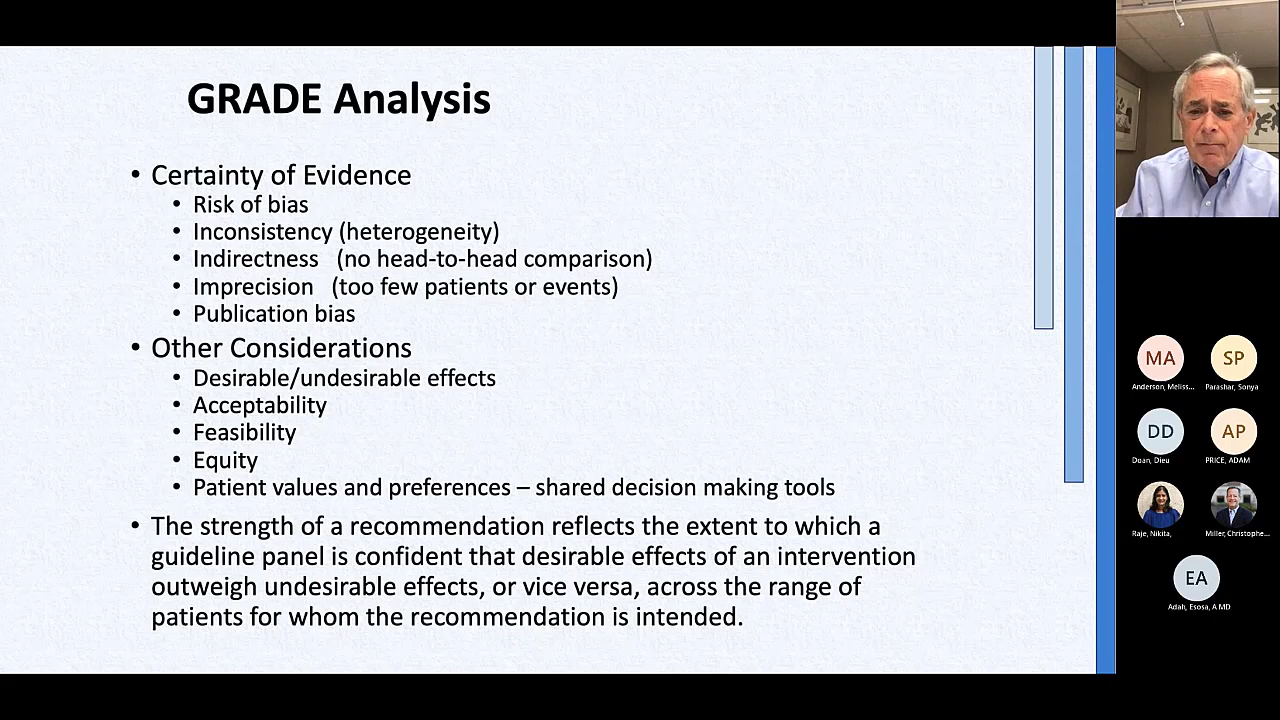 GRADE Analysis
• Certainty of Evidence
• Risk of bias
• Inconsistency (heterogeneity)
• Indirectness (no head-to-head comparison)
• Imprecision (too few patients or events)
• Publication bias
• Other Considerations
• Desirable/undesirable effects
• Acceptability
• Feasibility
• Equity
• Patient values and preferences – shared decision making tools
• The strength of a recommendation reflects the extent to which a
guideline panel is confident that desirable effects of an intervention
outweigh undesirable effects, or vice versa, across the range of
patients for whom the recommendation is intended.
MA
SP
Anderson, Meliss...
Parashar, Sonya
DD
AP
Doan, Dieu
PRICE, ADAM
Raje, Nikita,
Miller, Christophe...
EA
Adah, Esosa, A MD